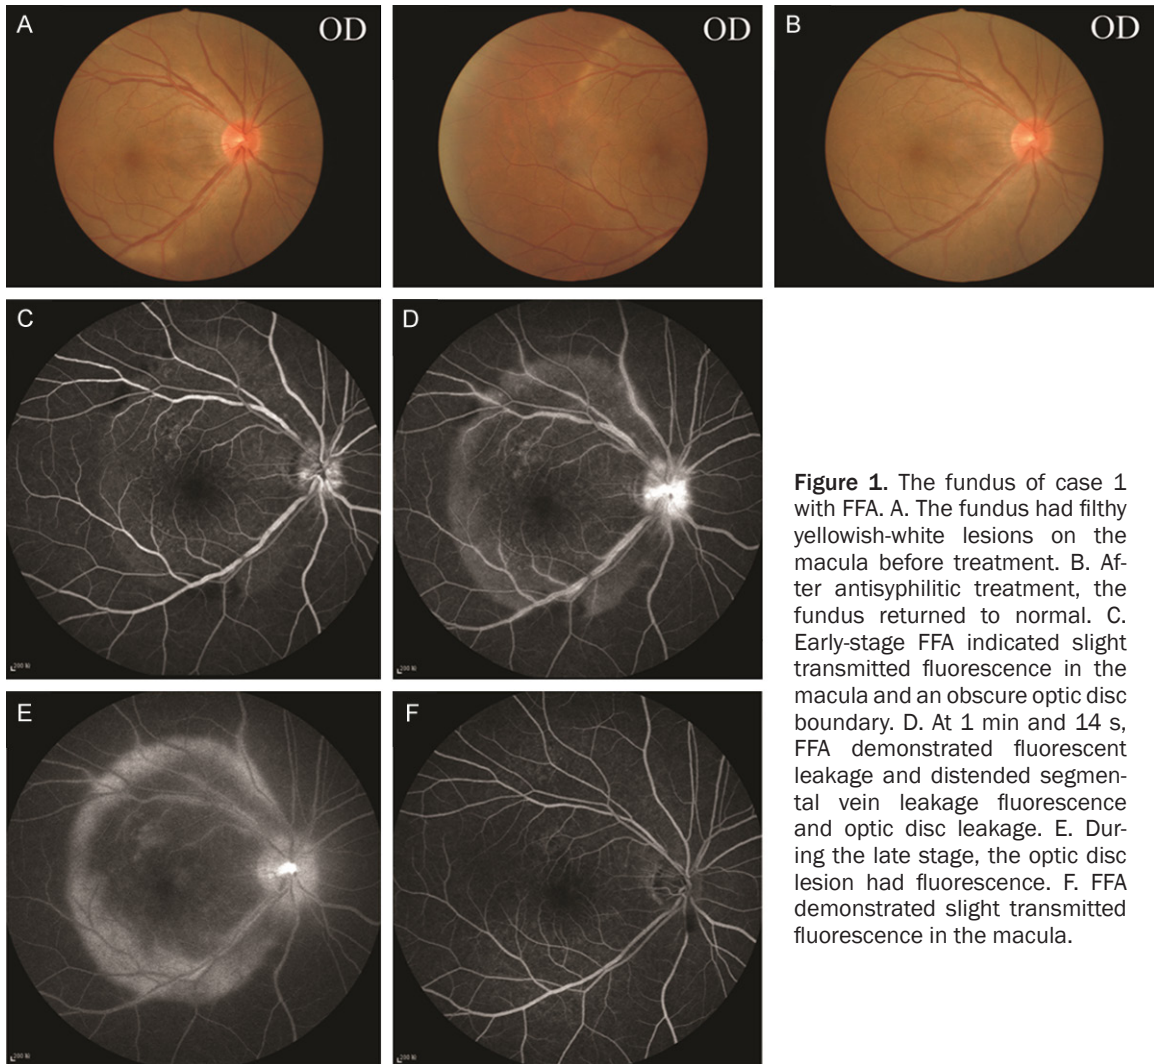 A
OD
OD
B
OD
C
D
E
F
Figure 1. The fundus of case 1
with FFA. A. The fundus had filthy
yellowish-white lesions on the
macula before treatment. B. Af-
ter antisyphilitic treatment, the
fundus returned to normal. C.
Early-stage FFA indicated slight
transmitted fluorescence in the
macula and an obscure optic disc
boundary. D. At 1 min and 14 s,
FFA demonstrated fluorescent
leakage and distended segmen-
tal vein leakage fluorescence
and optic disc leakage. E. Dur-
ing the late stage, the optic disc
lesion had fluorescence. F. FFA
demonstrated slight transmitted
fluorescence in the macula.